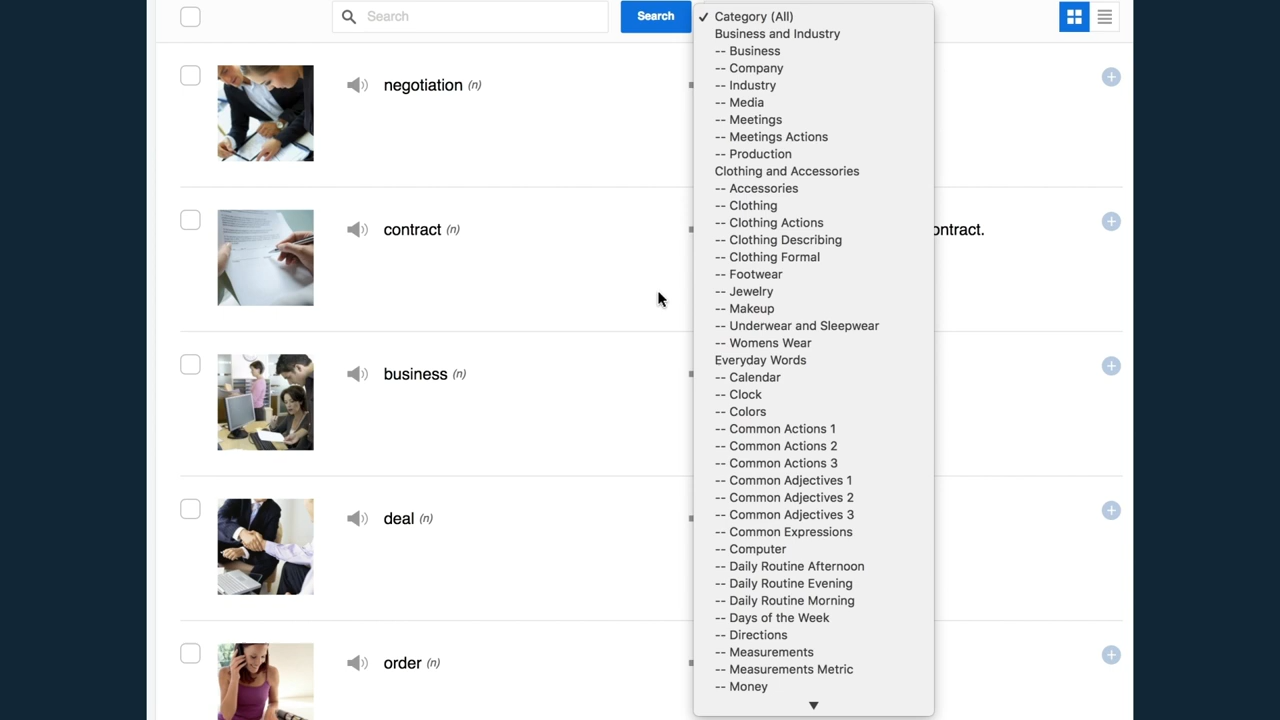 Search
Search
✓ Category (All)
Business and Industry
-- Business
-- Company
-- Industry
-- Media
-- Meetings
-- Meetings Actions
-- Production
Clothing and Accessories
-- Accessories
-- Clothing
-- Clothing Actions
-- Clothing Describing
-- Clothing Formal
-- Footwear
-- Jewelry
-- Makeup
-- Underwear and Sleepwear
-- Womens Wear
Everyday Words
-- Calendar
-- Clock
-- Colors
-- Common Actions 1
-- Common Actions 2
-- Common Actions 3
-- Common Adjectives 1
-- Common Adjectives 2
-- Common Adjectives 3
-- Common Expressions
-- Computer
-- Daily Routine Afternoon
-- Daily Routine Evening
-- Daily Routine Morning
-- Days of the Week
-- Directions
-- Measurements
-- Measurements Metric
-- Money
negotiation (n)
contract (n)
ontract.
business (n)
deal (n)
order (n)